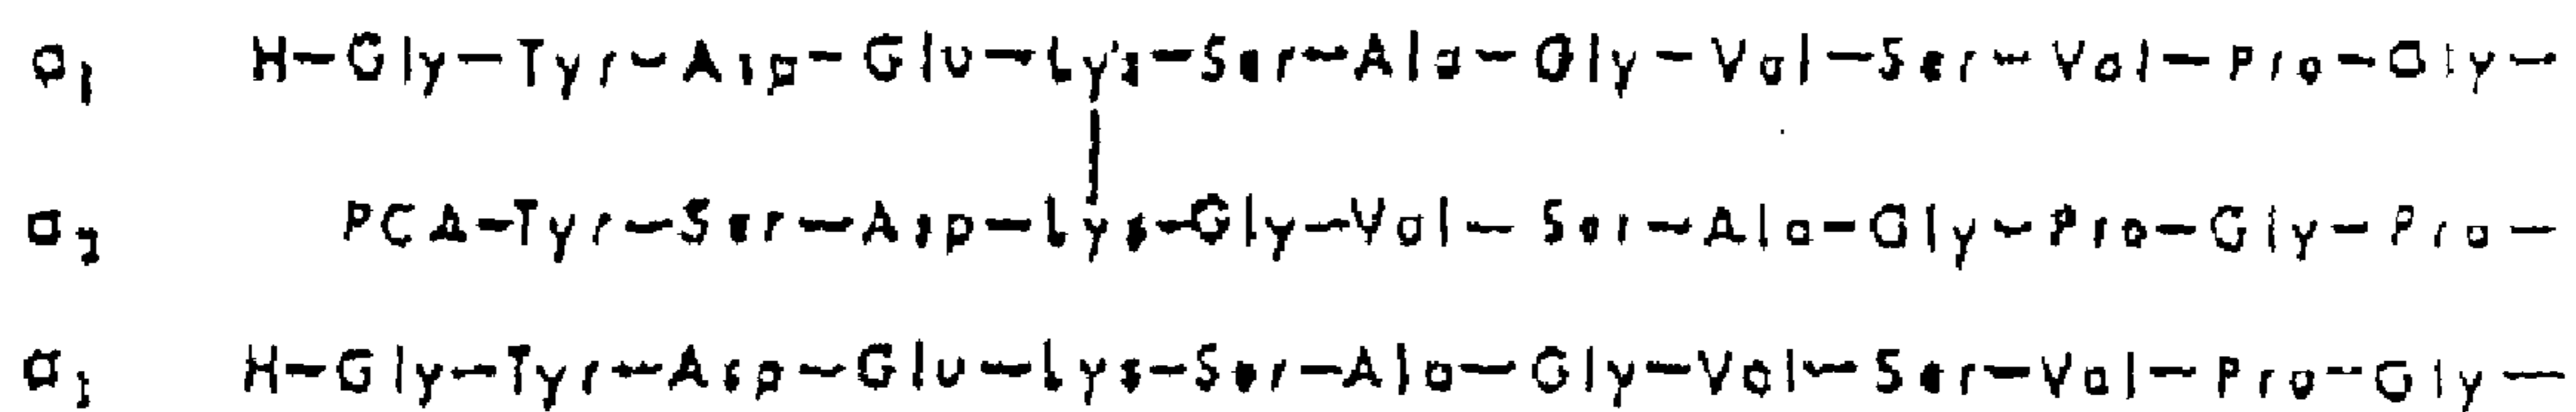 α₁ H-Gly-Tyr-Asp-Glu-Lys-Ser-Ala-Gly-Val-Ser-Val-Pro-Gly-
α₂ PCA-Tyr-Ser-Asp-Lys-Gly-Val-Ser-Ala-Gly-Pro-Gly-Pro-
α₁ H-Gly-Tyr-Asp-Glu-Lys-Ser-Ala-Gly-Val-Ser-Val-Pro-Gly-